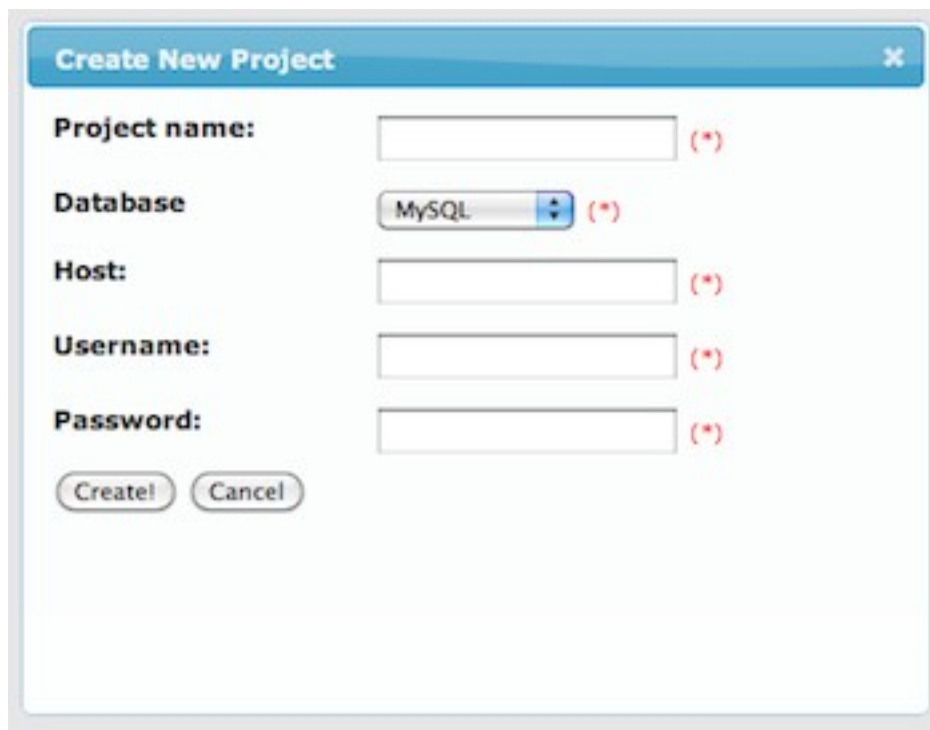 Create New Project
Project name: (*)
Database MySQL (*)
Host: (*)
Username: (*)
Password: (*)
Create! Cancel